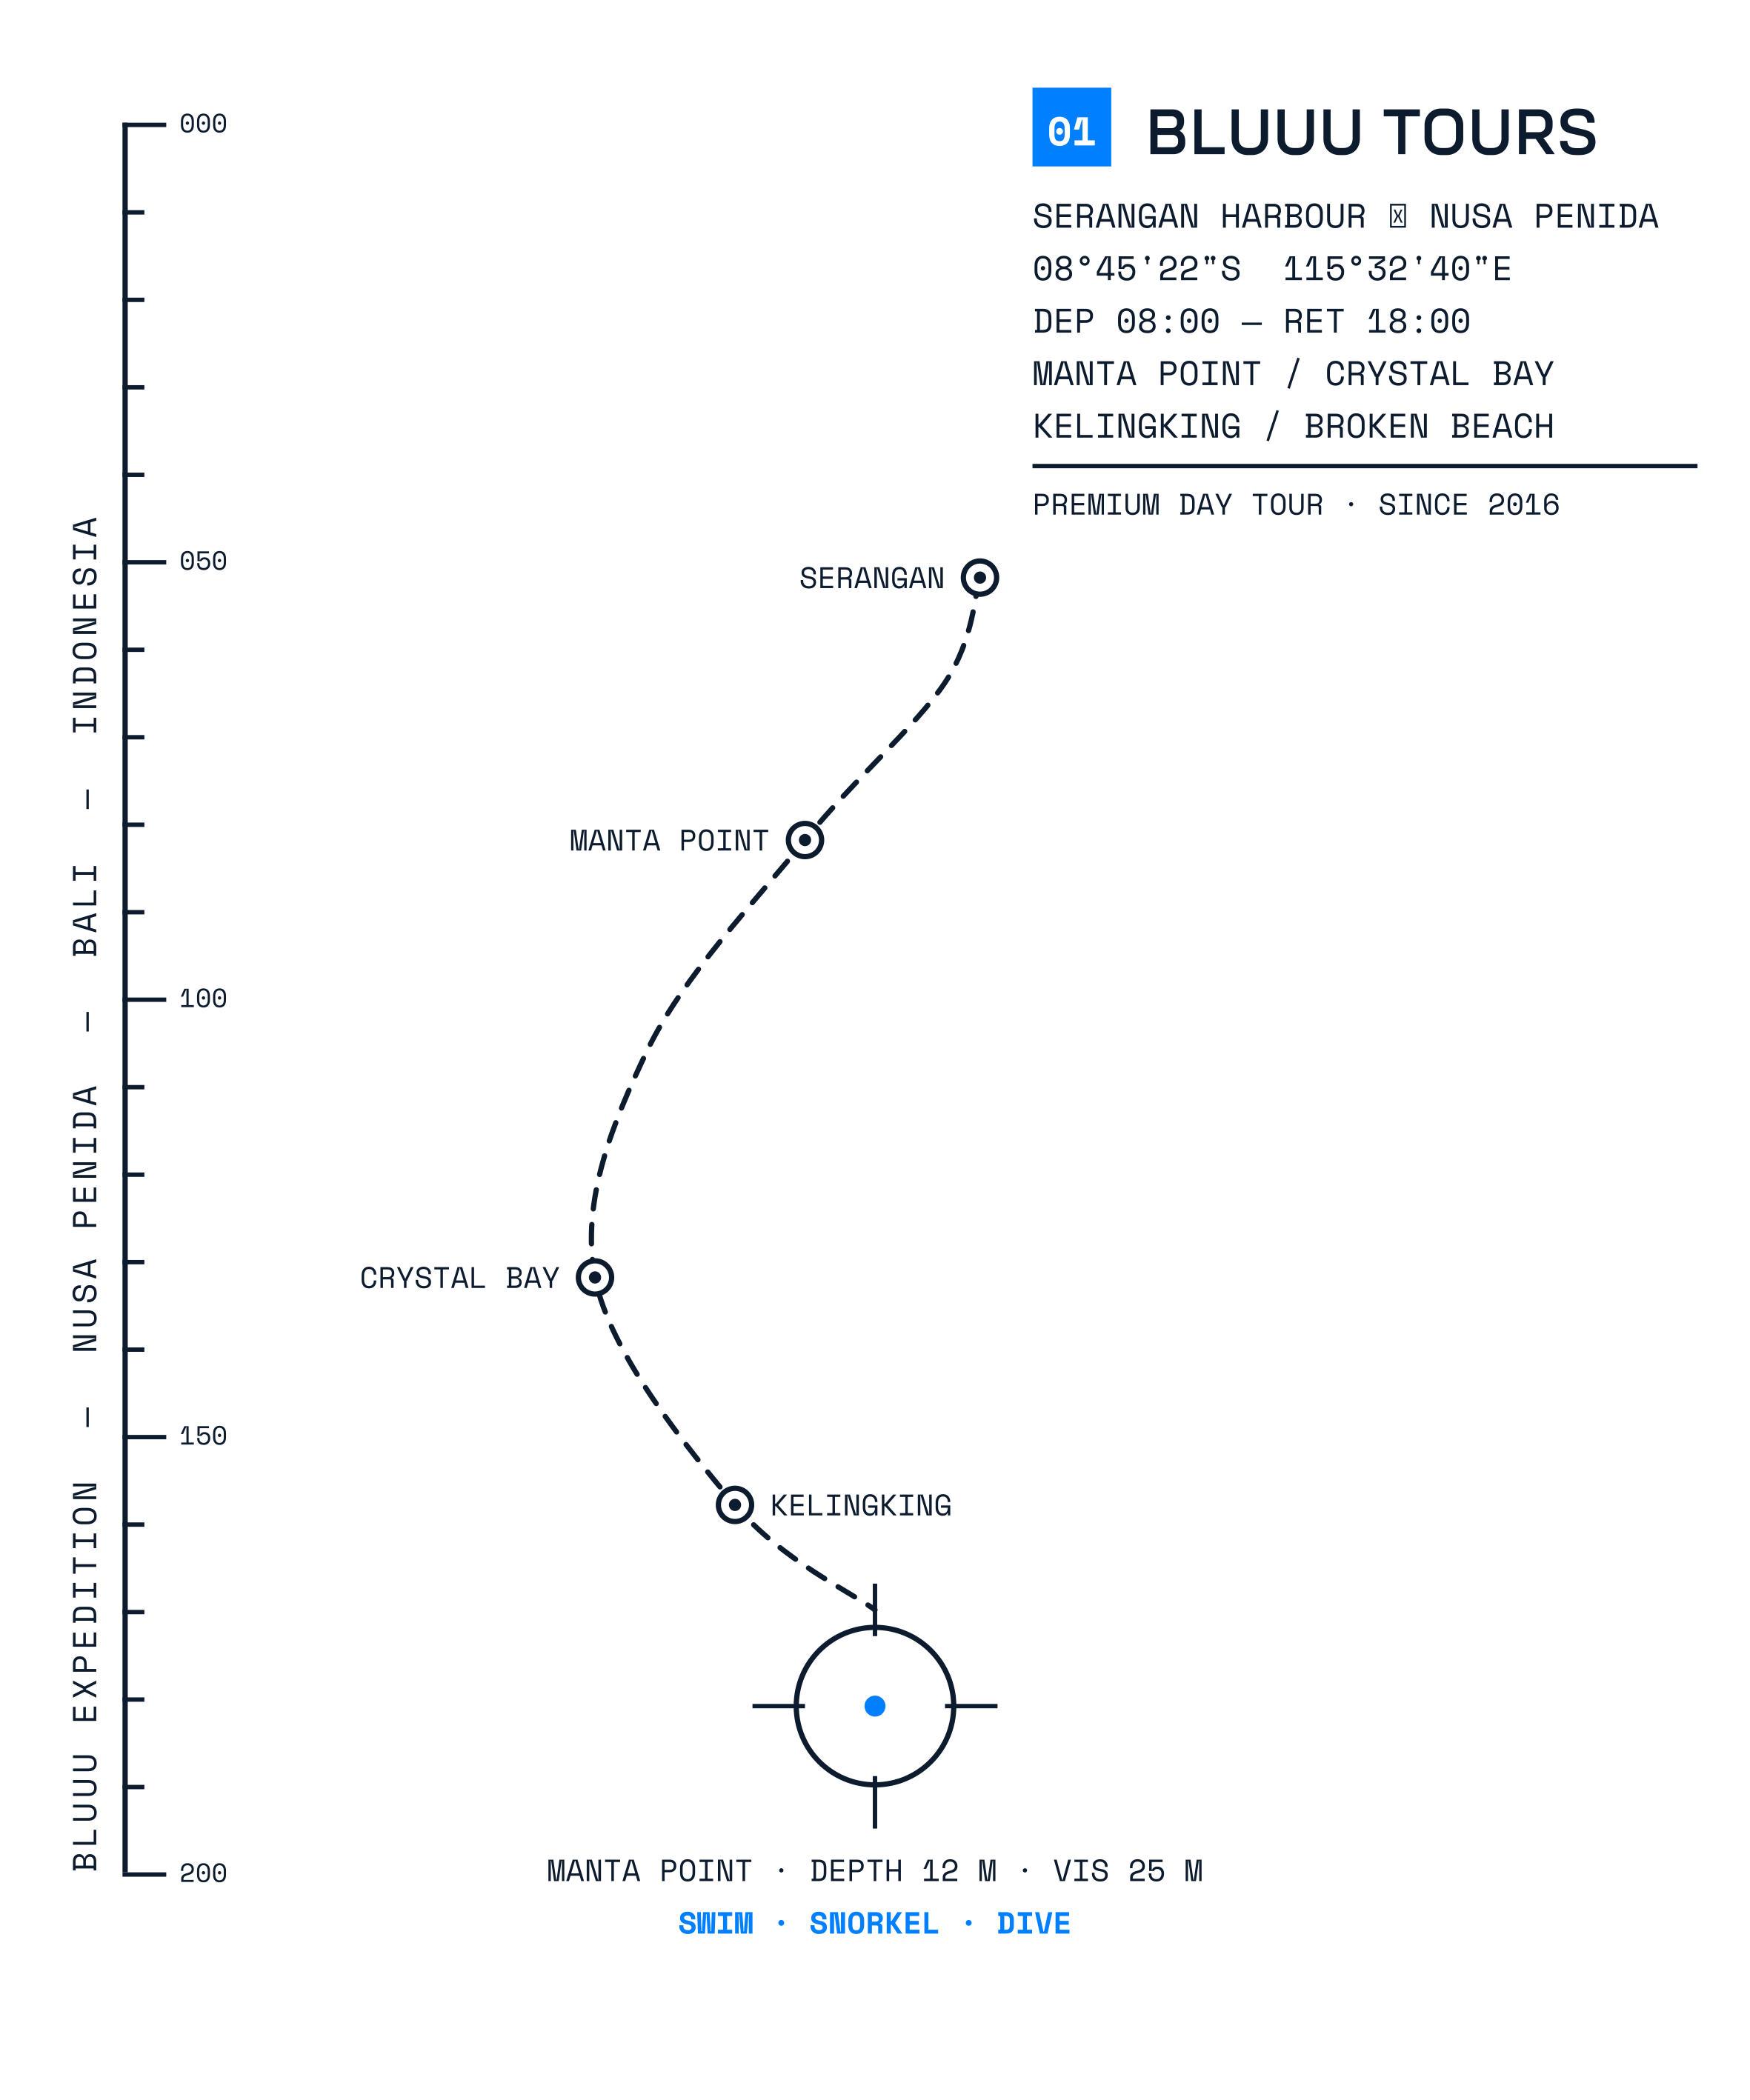 01 BLUUU TOURS
SERANGAN HARBOUR ☒ NUSA PENIDA
08°45'22"S  115°32'40"E
DEP 08:00 — RET 18:00
MANTA POINT / CRYSTAL BAY
KELINGKING / BROKEN BEACH
PREMIUM DAY TOUR · SINCE 2016
000
050
100
150
200
BLUUU EXPEDITION — NUSA PENIDA — BALI — INDONESIA
SERANGAN
MANTA POINT
CRYSTAL BAY
KELINGKING
MANTA POINT · DEPTH 12 M · VIS 25 M
SWIM · SNORKEL · DIVE